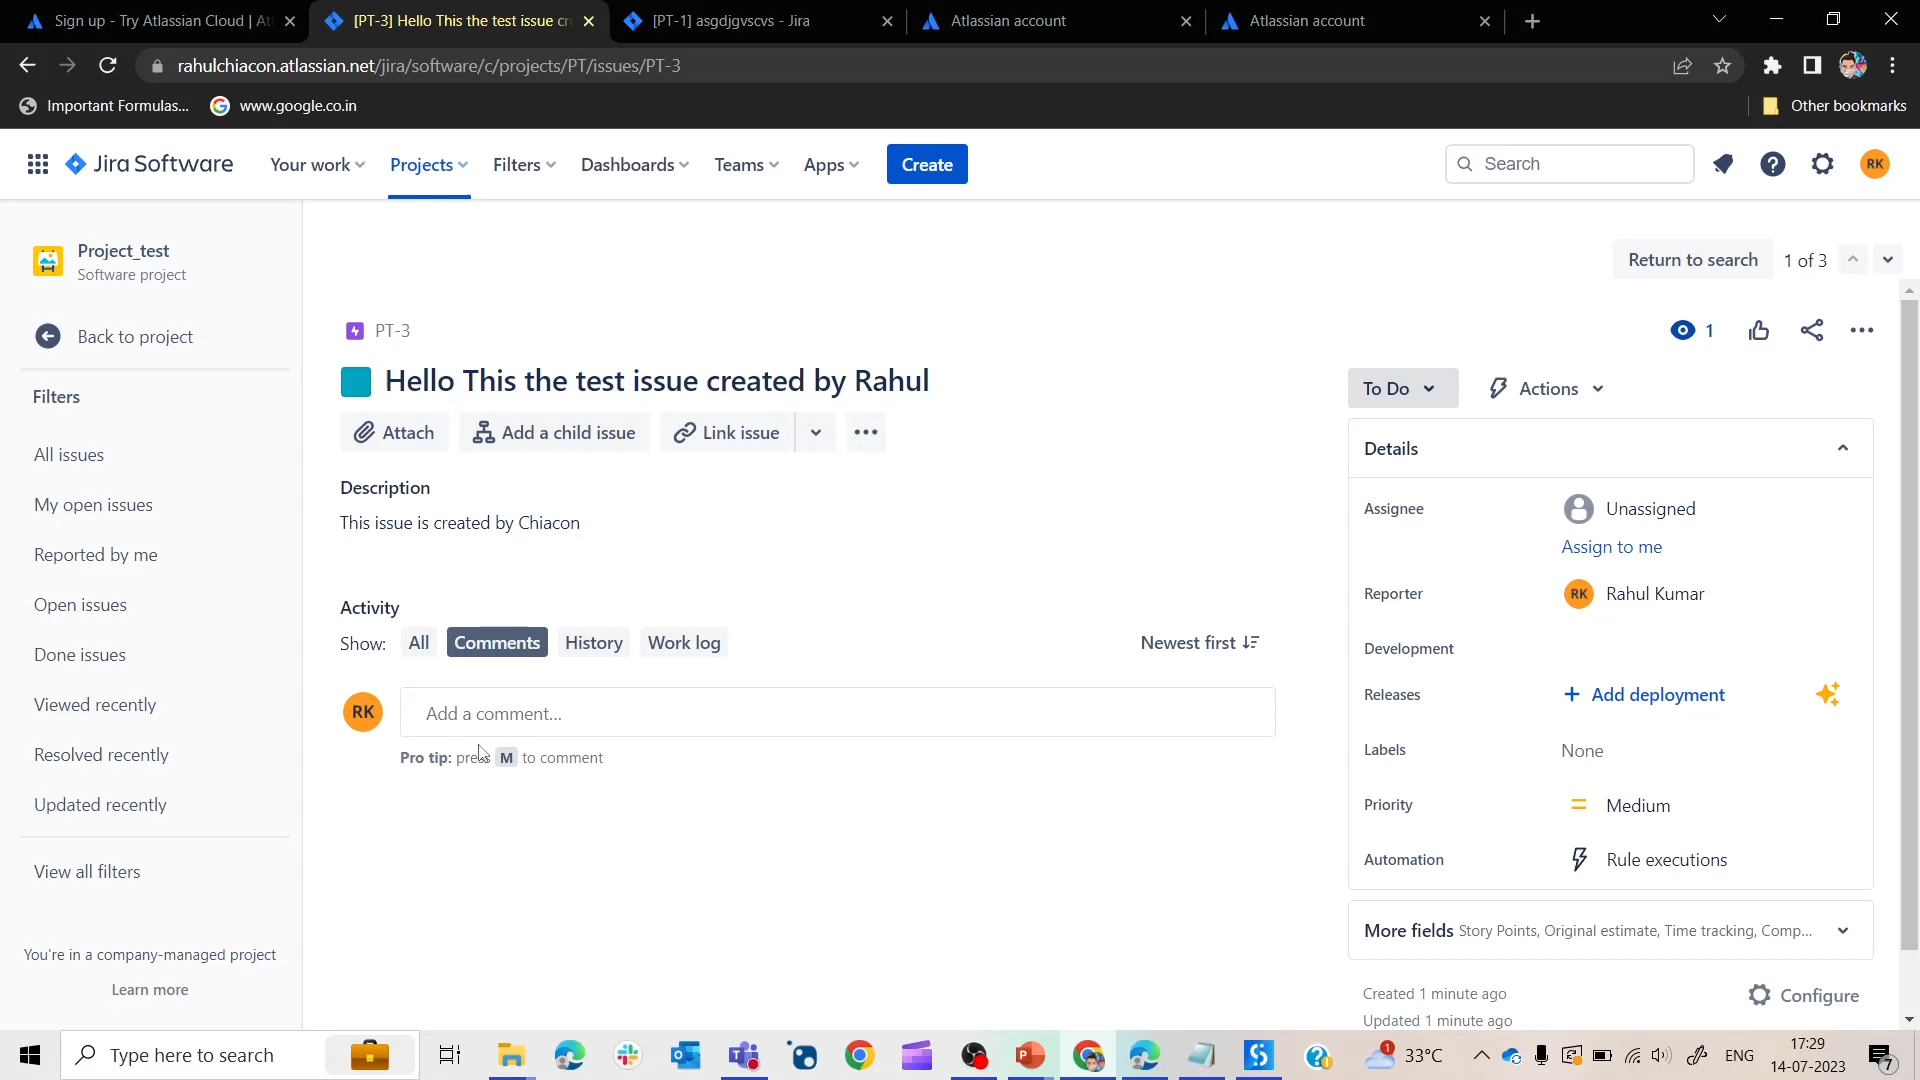 Sign up - Try Atlassian Cloud | At
[PT-3] Hello This the test issue cr
[PT-1] asgdjgvscvs - Jira
Atlassian account
Atlassian account
rahulchiacon.atlassian.net/jira/software/c/projects/PT/issues/PT-3
Important Formulas...
www.google.co.in
Other bookmarks
Jira Software
Your work
Projects
Filters
Dashboards
Teams
Apps
Create
Search
RK
Project_test
Software project
Return to search
1 of 3
Back to project
PT-3
1
Filters
Hello This the test issue created by Rahul
To Do
Actions
Attach
Add a child issue
Link issue
All issues
Details
Description
My open issues
Assignee
Unassigned
This issue is created by Chiacon
Assign to me
Reported by me
Reporter
RK
Rahul Kumar
Open issues
Activity
Show:
All
Comments
History
Work log
Newest first
Development
Done issues
Releases
Add deployment
Viewed recently
RK
Add a comment...
Labels
None
Resolved recently
Pro tip: press M to comment
Updated recently
Priority
Medium
Automation
Rule executions
View all filters
More fields
Story Points, Original estimate, Time tracking, Comp...
You're in a company-managed project
Learn more
Created 1 minute ago
Configure
Updated 1 minute ago
Type here to search
1
33°C
ENG
17:29
14-07-2023
7